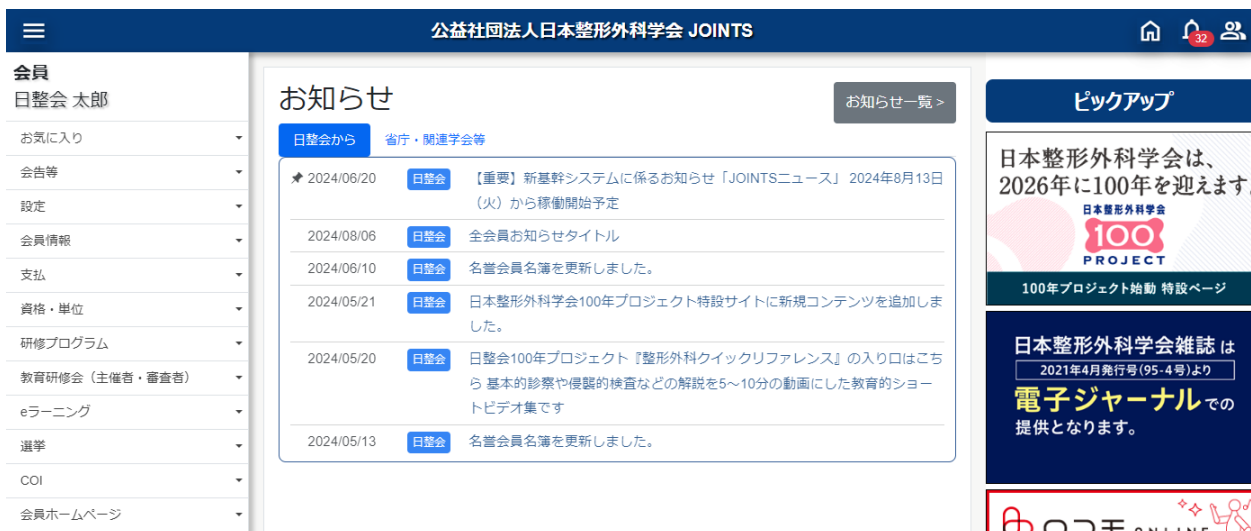 公益社団法人日本整形外科学会 JOINTS
32
会員
日整会 太郎
お気に入り
会告等
設定
会員情報
支払
資格・単位
研修プログラム
教育研修会（主催者・審査者）
eラーニング
選挙
COI
会員ホームページ
お知らせ
お知らせ一覧 >
日整会から
省庁・関連学会等
2024/06/20 日整会 【重要】新基幹システムに係るお知らせ「JOINTSニュース」 2024年8月13日
（火）から稼働開始予定
2024/08/06 日整会 全会員お知らせタイトル
2024/06/10 日整会 名誉会員名簿を更新しました。
2024/05/21 日整会 日本整形外科学会100年プロジェクト特設サイトに新規コンテンツを追加しま
した。
2024/05/20 日整会 日整会100年プロジェクト『整形外科クイックリファレンス』の入り口はこち
ら 基本的診察や侵襲的検査などの解説を5～10分の動画にした教育的ショー
トビデオ集です
2024/05/13 日整会 名誉会員名簿を更新しました。
ピックアップ
日本整形外科学会は、
2026年に100年を迎えます。
日本整形外科学会
100
PROJECT
100年プロジェクト始動 特設ページ
日本整形外科学会雑誌 は
2021年4月発行号(95-4号)より
電子ジャーナル での
提供となります。